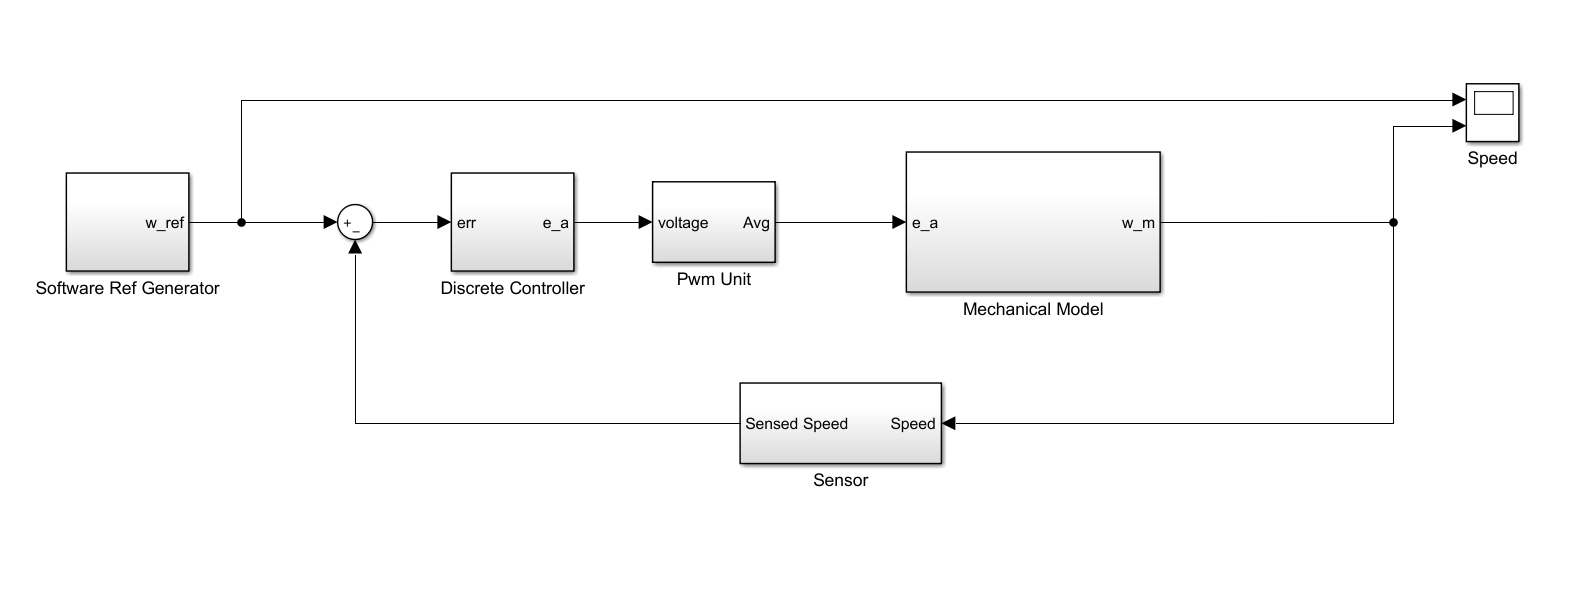 Speed
w_ref
+
_
err
e_a
voltage
Avg
e_a
w_m
Software Ref Generator
Discrete Controller
Pwm Unit
Mechanical Model
Sensed Speed
Speed
Sensor